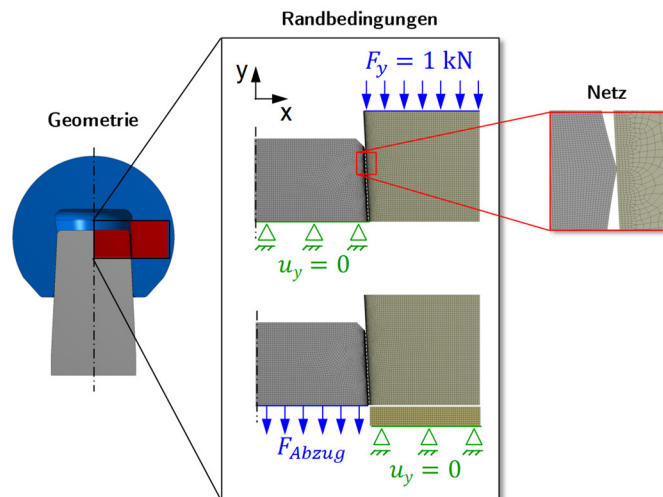 Randbedingungen
F_y = 1 kN
y
x
Netz
Geometrie
u_y = 0
F_Abzug
u_y = 0